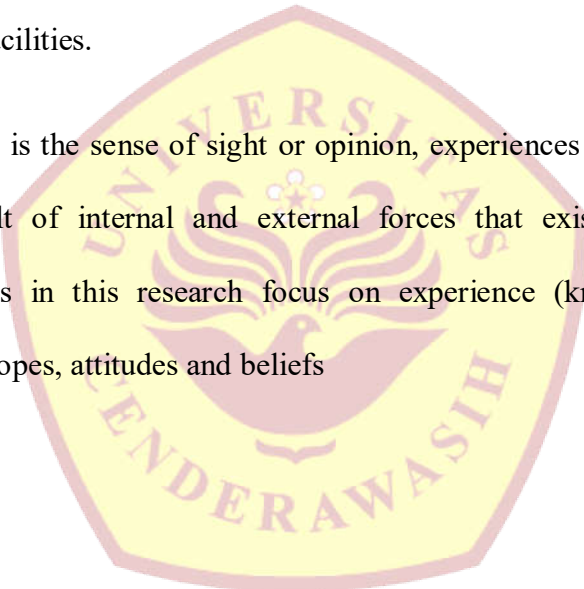 cilities.
UNIVERSITAS
is the sense of sight or opinion, experiences
lt of internal and external forces that exis
s in this research focus on experience (kn
opes, attitudes and beliefs
CENDERAWASIH